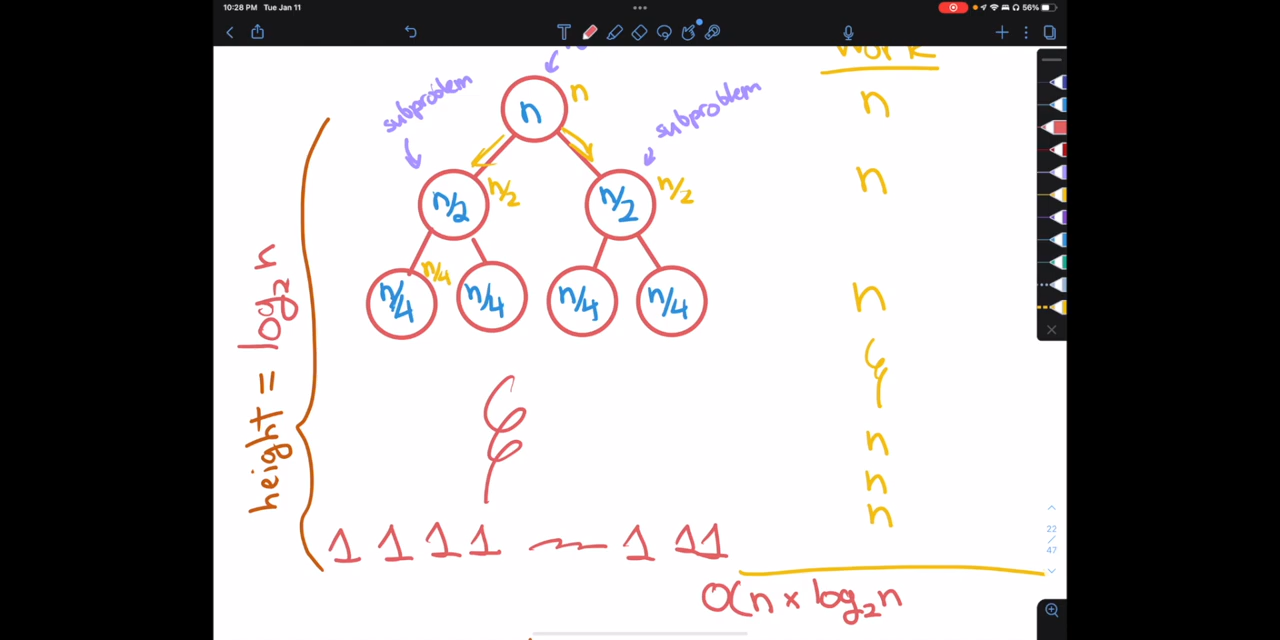 10:28 PM Tue Jan 11
56%
T
Work
subproblem
n
n
n
subproblem
n/2
n/2
n/2
n/2
n
n/4
n/4
n/4
n/4
n/4
n
height = log₂ n
n
n
n
1 1 1 1 1 1 1
O(n × log₂n
22
/
47